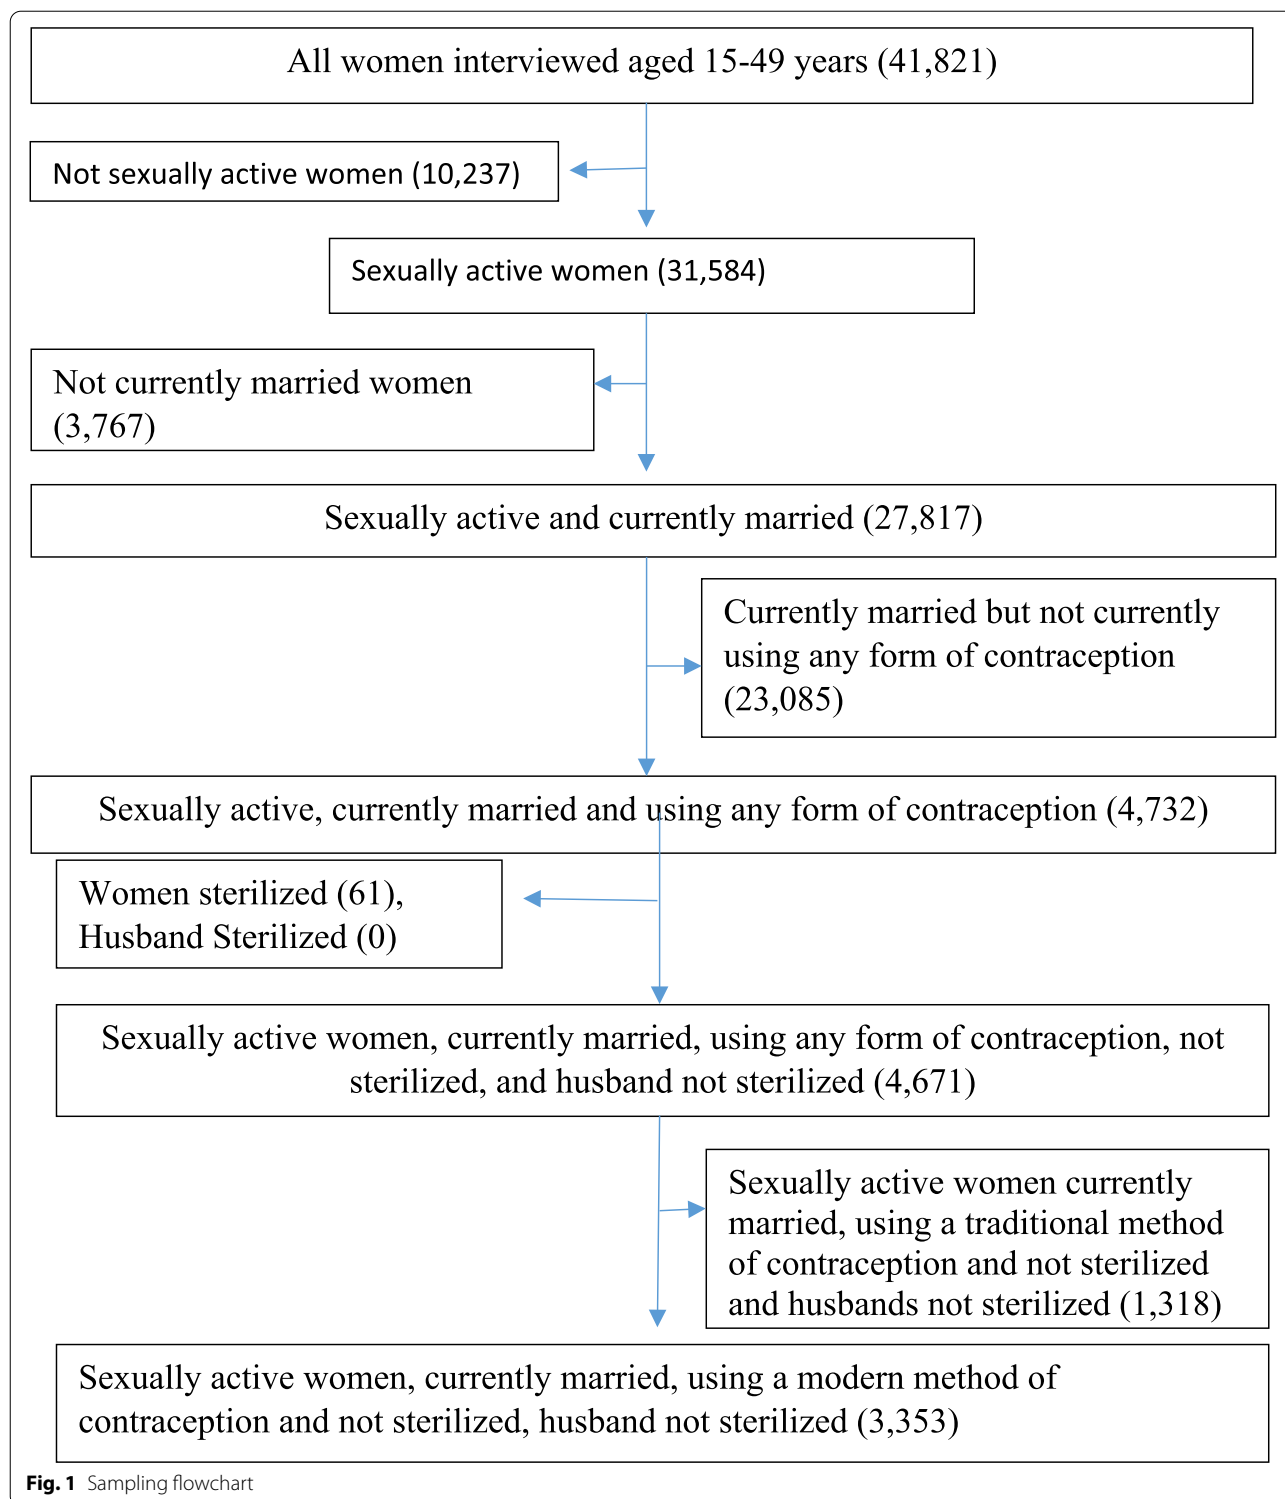 All women interviewed aged 15-49 years (41,821)
Not sexually active women (10,237)
Sexually active women (31,584)
Not currently married women
(3,767)
Sexually active and currently married (27,817)
Currently married but not currently
using any form of contraception
(23,085)
Sexually active, currently married and using any form of contraception (4,732)
Women sterilized (61),
Husband Sterilized (0)
Sexually active women, currently married, using any form of contraception, not
sterilized, and husband not sterilized (4,671)
Sexually active women currently
married, using a traditional method
of contraception and not sterilized
and husbands not sterilized (1,318)
Sexually active women, currently married, using a modern method of
contraception and not sterilized, husband not sterilized (3,353)
Fig. 1 Sampling flowchart